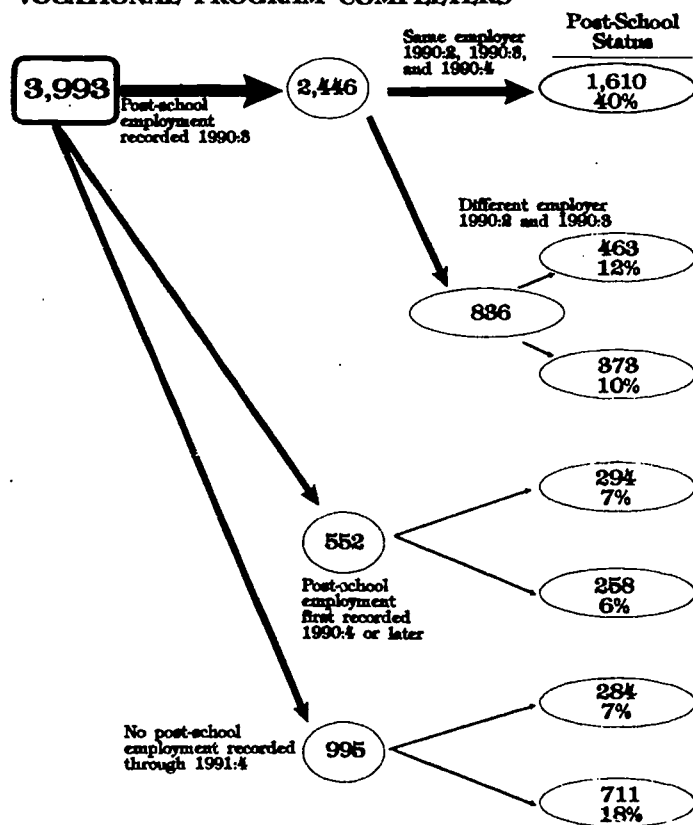 VOCATIONAL PROGRAM COMPLETERS
Post-School
Status
Same employer
1990:2, 1990:3,
and 1990:4
3,993
2,446
1,610
40%
Post-school
employment
recorded 1990:3
Different employer
1990:2 and 1990:3
463
12%
836
373
10%
294
7%
552
Post-school
employment
first recorded
1990:4 or later
258
6%
284
7%
No post-school
employment recorded
through 1991:4
995
711
18%